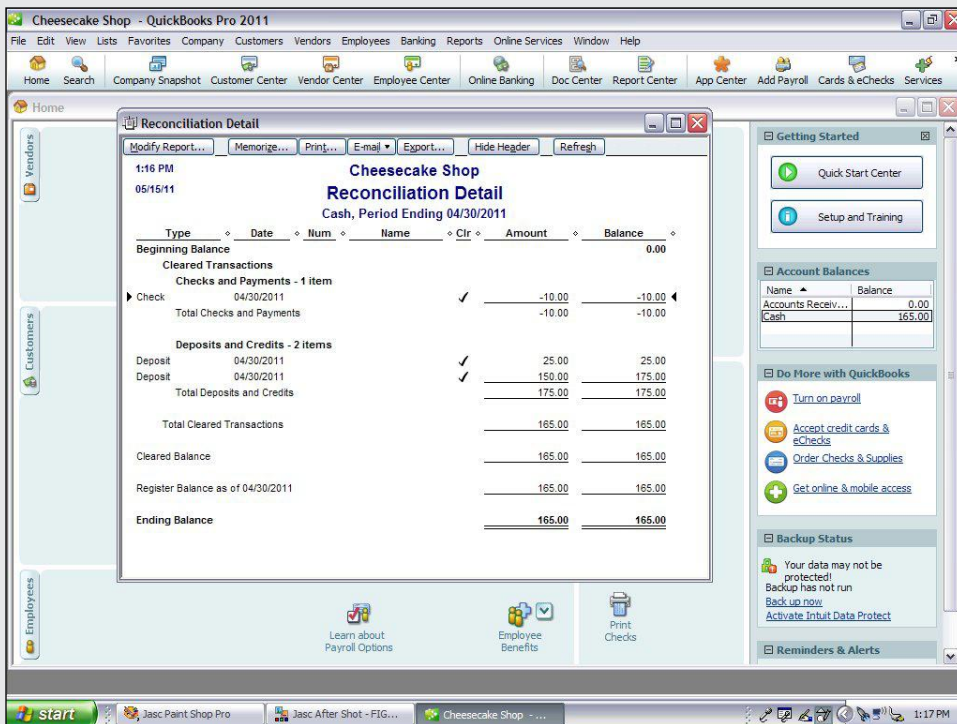 Cheesecake Shop - QuickBooks Pro 2011
File Edit View Lists Favorites Company Customers Vendors Employees Banking Reports Online Services Window Help
Home Search Company Snapshot Customer Center Vendor Center Employee Center Online Banking Doc Center Report Center App Center Add Payroll Cards & eChecks Services
Home
Vendors
Customers
Employees
Reconciliation Detail
Modify Report... Memorize... Print... E-mail Export... Hide Header Refresh
1:16 PM
05/15/11
Cheesecake Shop
Reconciliation Detail
Cash, Period Ending 04/30/2011
Type Date Num Name Clr Amount Balance
Beginning Balance 0.00
Cleared Transactions
Checks and Payments - 1 item
Check 04/30/2011 ✓ -10.00 -10.00
Total Checks and Payments -10.00 -10.00
Deposits and Credits - 2 items
Deposit 04/30/2011 ✓ 25.00 25.00
Deposit 04/30/2011 ✓ 150.00 175.00
Total Deposits and Credits 175.00 175.00
Total Cleared Transactions 165.00 165.00
Cleared Balance 165.00 165.00
Register Balance as of 04/30/2011 165.00 165.00
Ending Balance 165.00 165.00
Learn about
Payroll Options
Employee
Benefits
Print
Checks
Getting Started
Quick Start Center
Setup and Training
Account Balances
Name Balance
Accounts Receiv... 0.00
Cash 165.00
Do More with QuickBooks
Turn on payroll
Accept credit cards &
eChecks
Order Checks & Supplies
Get online & mobile access
Backup Status
Your data may not be
protected!
Backup has not run
Back up now
Activate Intuit Data Protect
Reminders & Alerts
start Jasc Paint Shop Pro Jasc After Shot - FIG... Cheesecake Shop - ... 1:17 PM